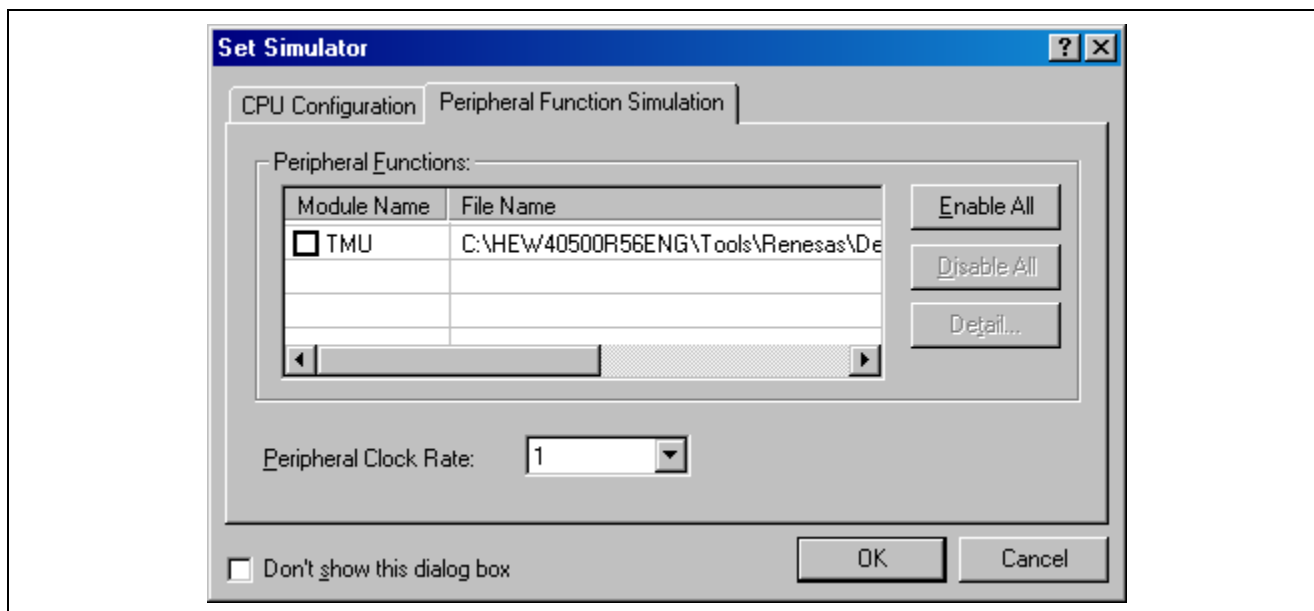 Set Simulator
CPU Configuration Peripheral Function Simulation
Peripheral Functions:
Module Name File Name
Enable All
TMU C:\HEW40500R56ENG\Tools\Renesas\De
Disable All
Detail...
Peripheral Clock Rate: 1
Don't show this dialog box
OK Cancel